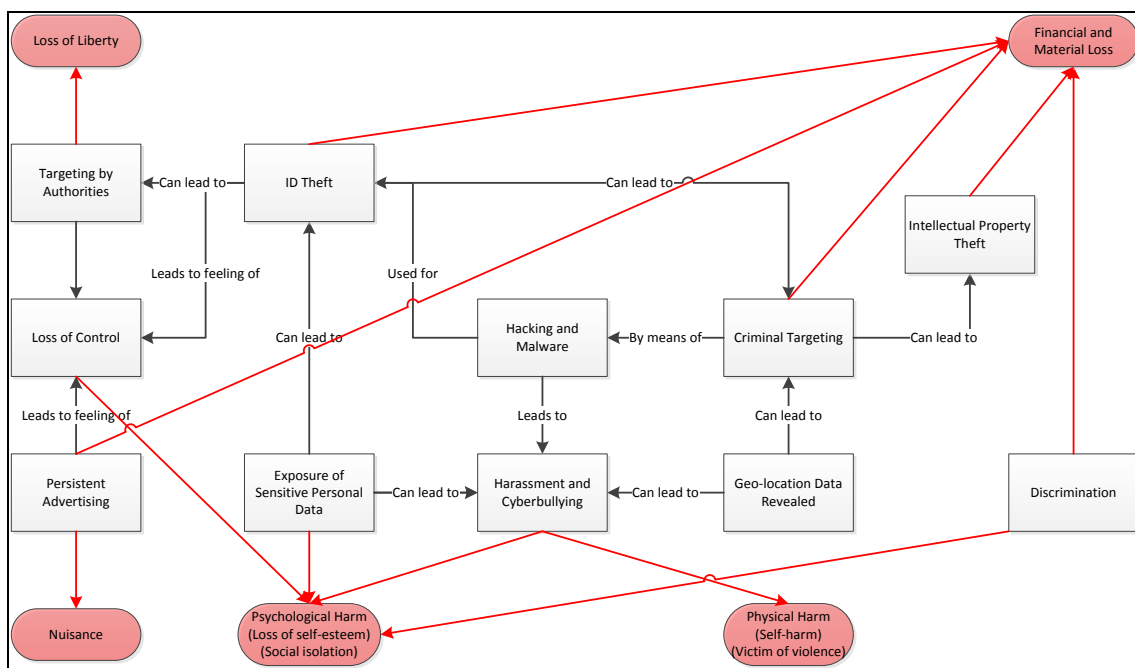 Loss of Liberty
Financial and
Material Loss
Targeting by
Authorities
Can lead to
ID Theft
Can lead to
Intellectual Property
Theft
Leads to feeling of
Used for
Loss of Control
Can lead to
Hacking and
Malware
By means of
Criminal Targeting
Can lead to
Leads to feeling of
Leads to
Can lead to
Persistent
Advertising
Exposure of
Sensitive Personal
Data
Can lead to
Harassment and
Cyberbullying
Can lead to
Geo-location Data
Revealed
Discrimination
Nuisance
Psychological Harm
(Loss of self-esteem)
(Social isolation)
Physical Harm
(Self-harm)
(Victim of violence)